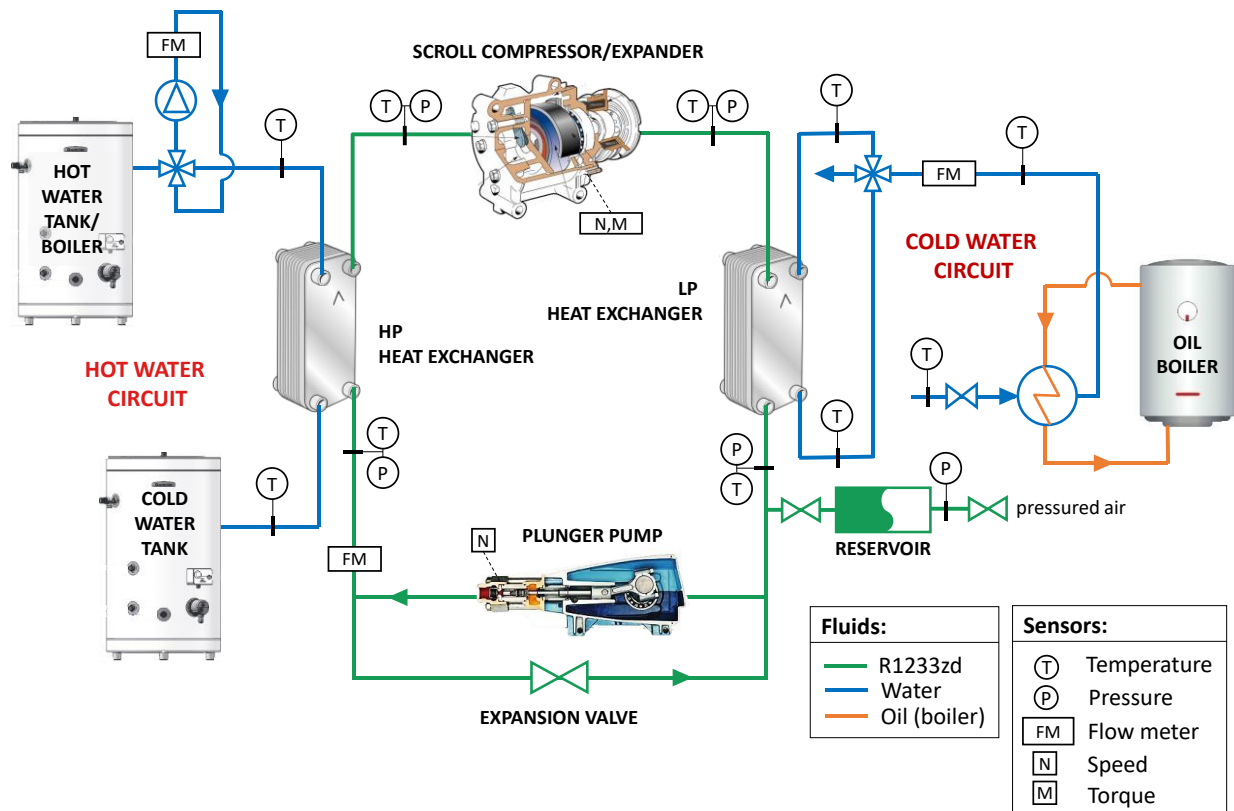 FM
SCROLL COMPRESSOR/EXPANDER
T
P
T
P
T
T
T
HOT
WATER
TANK/
BOILER
FM
N,M
COLD WATER
CIRCUIT
LP
HEAT EXCHANGER
HP
HEAT EXCHANGER
HOT WATER
CIRCUIT
OIL
BOILER
T
T
P
T
P
T
P
T
COLD
WATER
TANK
pressured air
RESERVOIR
N
PLUNGER PUMP
FM
EXPANSION VALVE
Fluids:
R1233zd
Water
Oil (boiler)
Sensors:
T Temperature
P Pressure
FM Flow meter
N Speed
M Torque